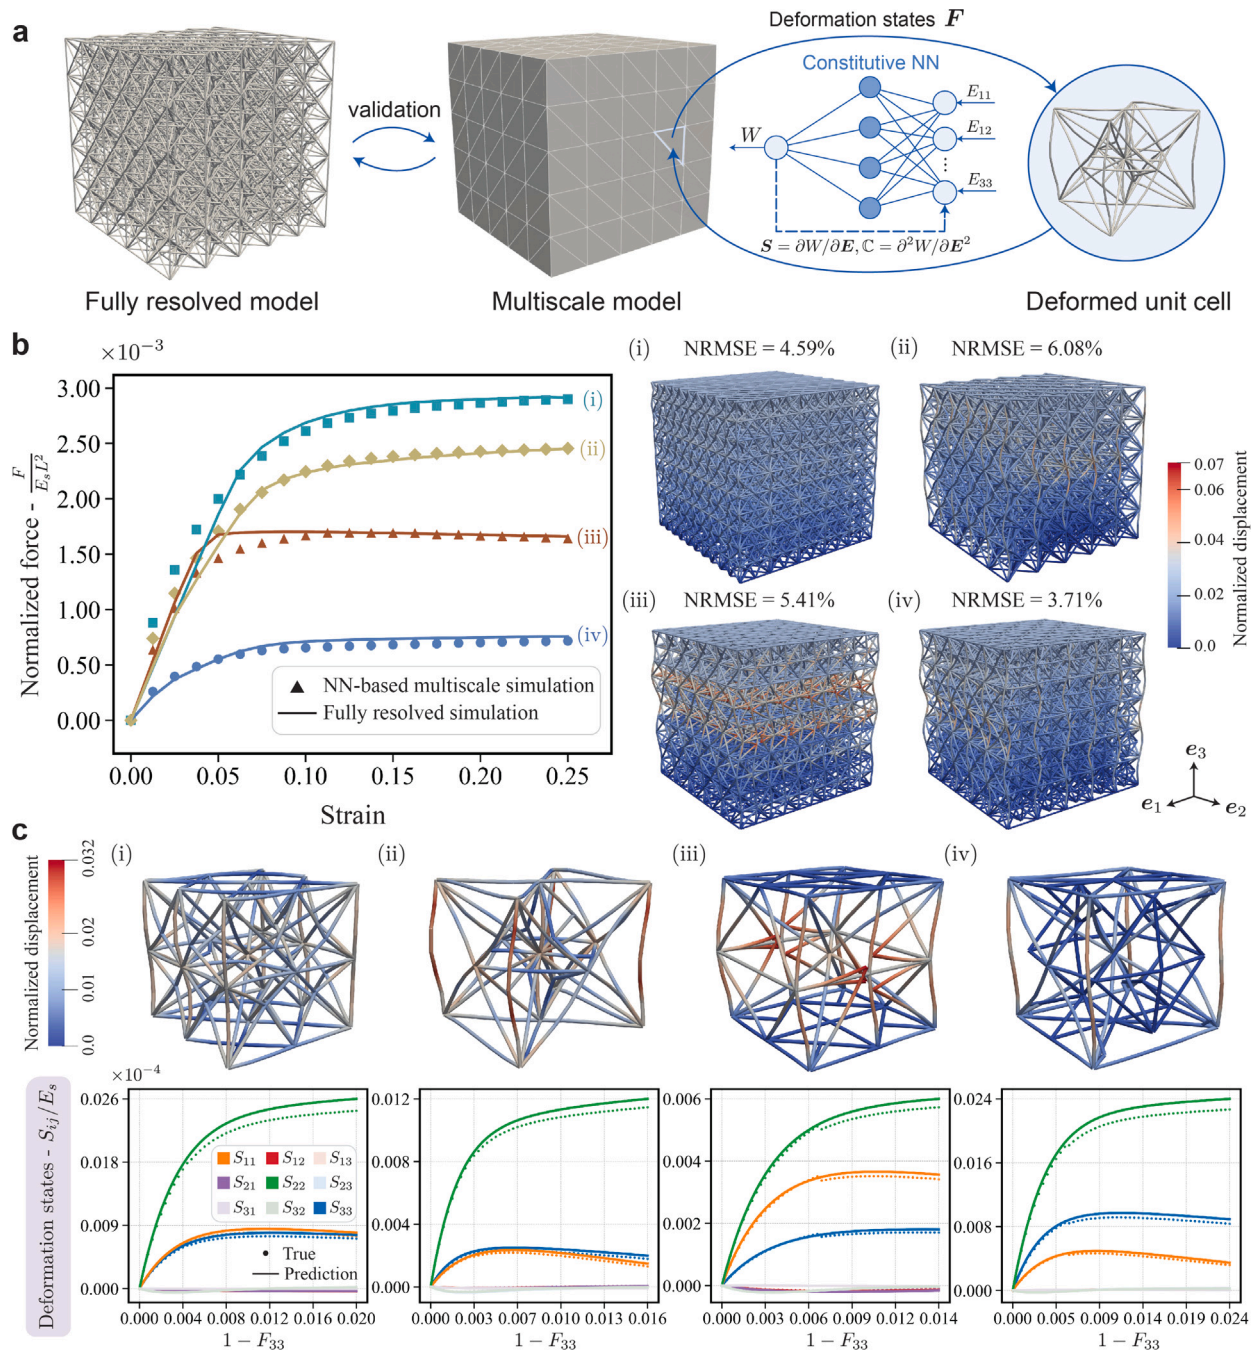 a
Fully resolved model
validation
Multiscale model
Deformation states F
Constitutive NN
W
E₁₁
E₁₂
⋮
E₃₃
S = ∂W/∂E, ℂ = ∂²W/∂E²
Deformed unit cell
b
×10⁻³
Normalized force - F/(EₛL²)
3.00
2.50
2.00
1.50
1.00
0.50
0.00
(i)
(ii)
(iii)
(iv)
NN-based multiscale simulation
Fully resolved simulation
0.00 0.05 0.10 0.15 0.20 0.25
Strain
(i) NRMSE = 4.59%
(ii) NRMSE = 6.08%
(iii) NRMSE = 5.41%
(iv) NRMSE = 3.71%
0.07
0.06
0.04
0.02
0.0
Normalized displacement
e₃
e₁
e₂
c
Normalized displacement
0.032
0.02
0.01
0.0
(i)
(ii)
(iii)
(iv)
Deformation states - Sᵢⱼ/Eₛ
×10⁻⁴
0.026
0.018
0.009
0.000
S₁₁ S₁₂ S₁₃
S₂₁ S₂₂ S₂₃
S₃₁ S₃₂ S₃₃
True
Prediction
0.000 0.004 0.008 0.012 0.016 0.020
1 − F₃₃
0.012
0.008
0.004
0.000
0.000 0.003 0.007 0.010 0.013 0.016
1 − F₃₃
0.006
0.004
0.002
0.000
0.000 0.003 0.006 0.009 0.012 0.014
1 − F₃₃
0.024
0.016
0.008
0.000
0.000 0.005 0.009 0.014 0.019 0.024
1 − F₃₃